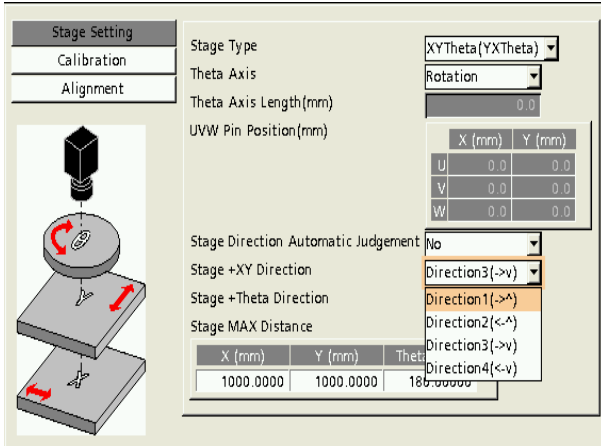 Stage Setting
Calibration
Alignment
Stage Type
XYTheta(YXTheta)
Theta Axis
Rotation
Theta Axis Length(mm)
0.0
UVW Pin Position(mm)
X (mm) Y (mm)
U 0.0 0.0
V 0.0 0.0
W 0.0 0.0
Stage Direction Automatic Judgement
No
Stage +XY Direction
Direction3(->v)
Stage +Theta Direction
Direction1(->^)
Direction2(<-^)
Direction3(->v)
Direction4(<-v)
Stage MAX Distance
X (mm) Y (mm) Thet
1000.0000 1000.0000 180.00000
θ
Y
X